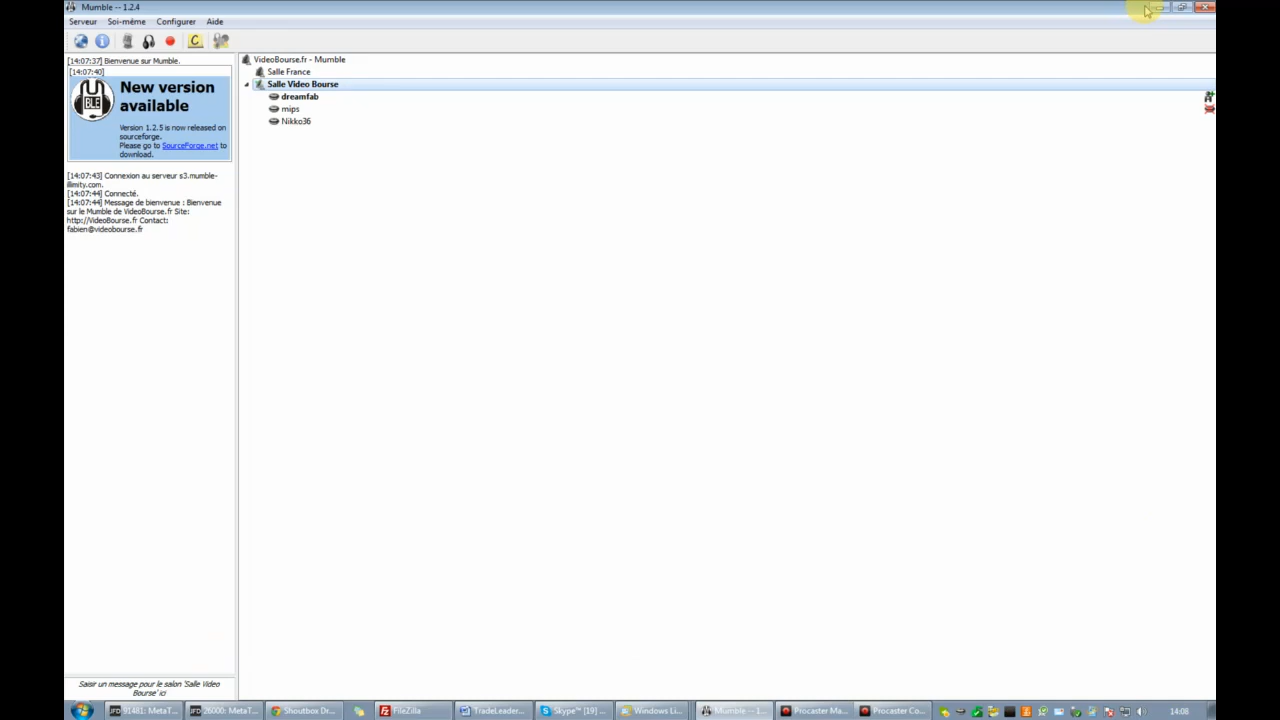 Mumble -- 1.2.4
Serveur Soi-même Configurer Aide
[14:07:37] Bienvenue sur Mumble.
[14:07:40]
New version
available
Version 1.2.5 is now released on
sourceforge.
Please go to SourceForge.net to
download.
[14:07:43] Connexion au serveur s3.mumble-
illimity.com.
[14:07:44] Connecté.
[14:07:44] Message de bienvenue : Bienvenue
sur le Mumble de VideoBourse.fr Site:
http://VideoBourse.fr Contact:
fabien@videobourse.fr
VideoBourse.fr - Mumble
Salle France
Salle Video Bourse
dreamfab
mips
Nikko36
Saisir un message pour le salon 'Salle Video
Bourse' ici
91481: MetaT... 26000: MetaT... Shoutbox Dr... FileZilla TradeLeader... Skype™ [19] ... Windows Li... Mumble -- 1... Procaster Ma... Procaster Co... 14:08